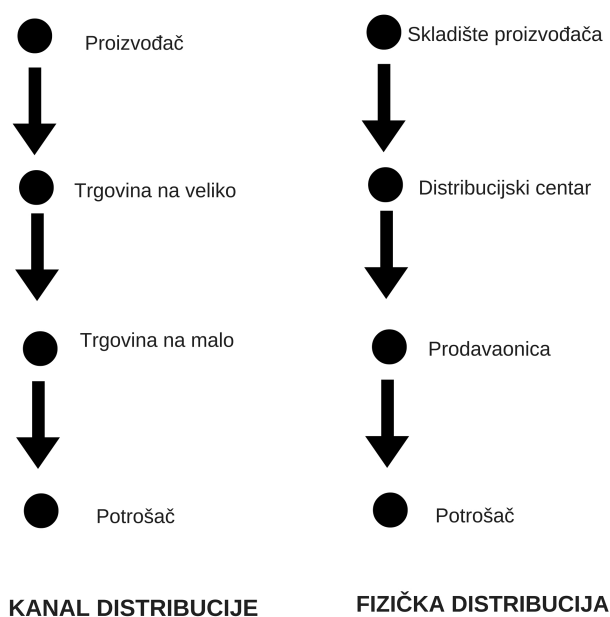 Proizvođač
Trgovina na veliko
Trgovina na malo
Potrošač
KANAL DISTRIBUCIJE
Skladište proizvođača
Distribucijski centar
Prodavaonica
Potrošač
FIZIČKA DISTRIBUCIJA